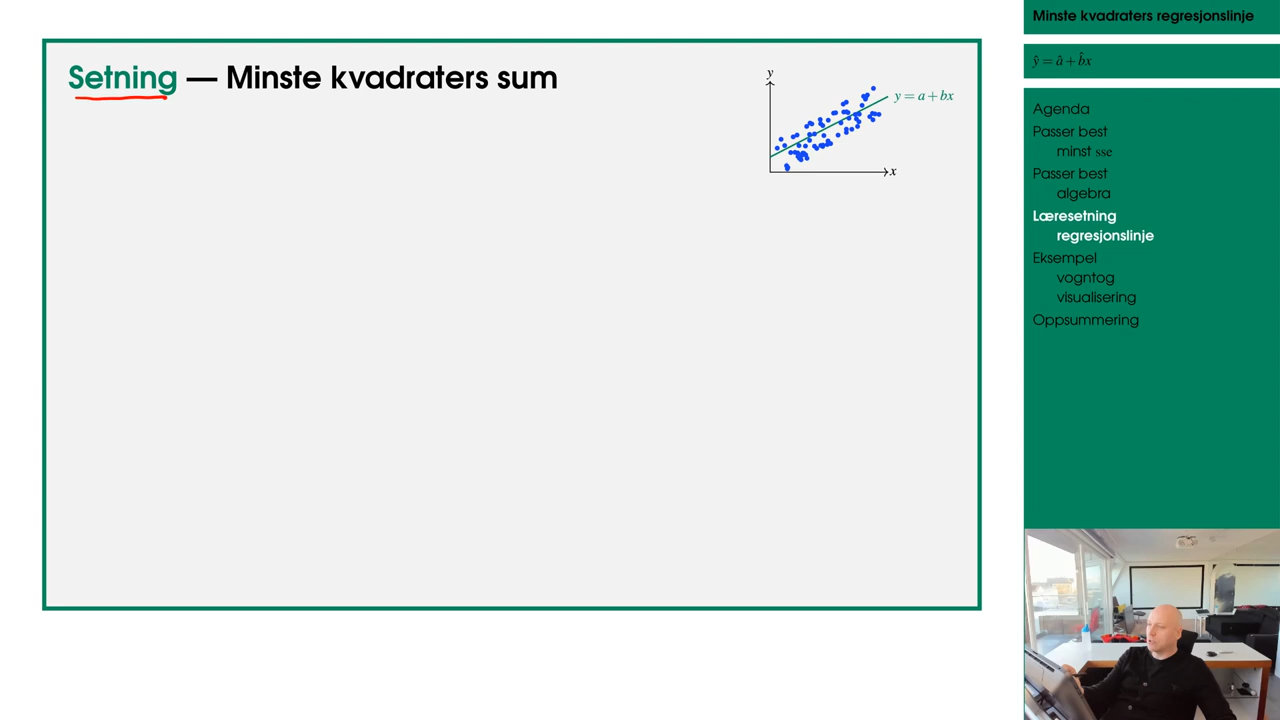 Setning — Minste kvadraters sum
y
y = a + bx
x
Minste kvadraters regresjonslinje
ŷ = â + b̂x
Agenda
Passer best
minst sse
Passer best
algebra
Læresetning
regresjonslinje
Eksempel
vogntog
visualisering
Oppsummering